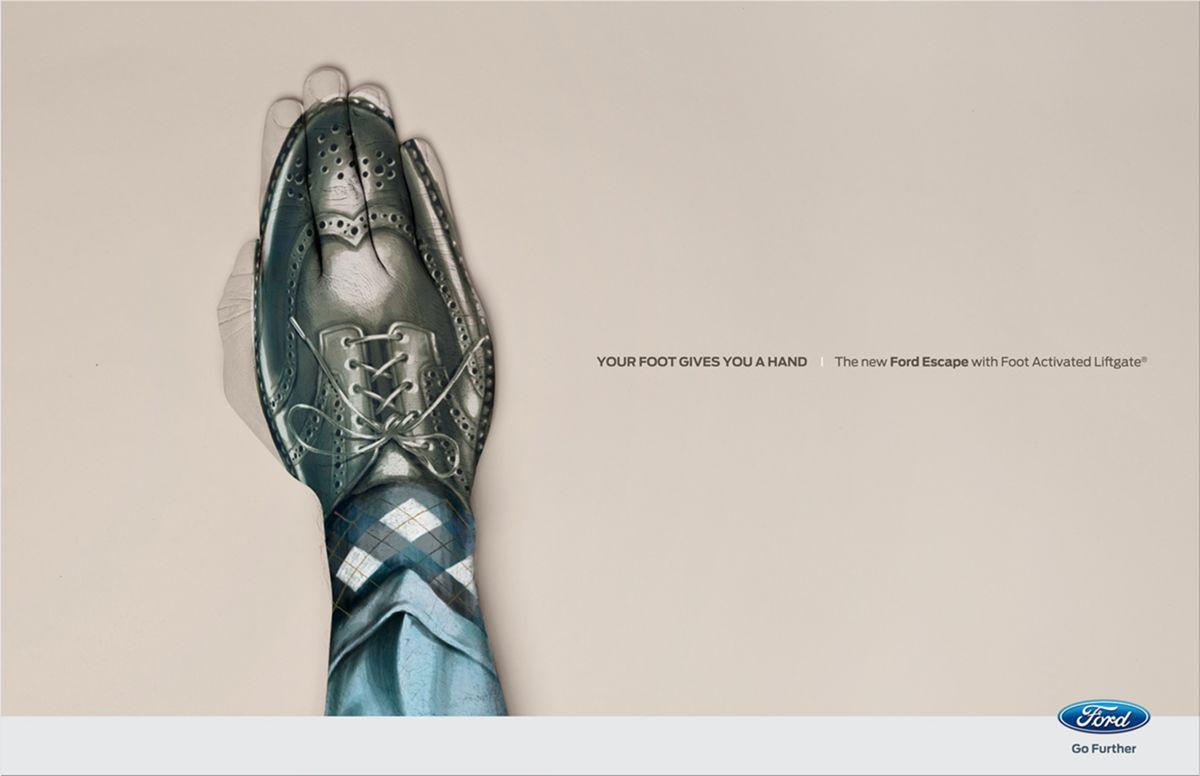 YOUR FOOT GIVES YOU A HAND | The new Ford Escape with Foot Activated Liftgate®
Ford
Go Further